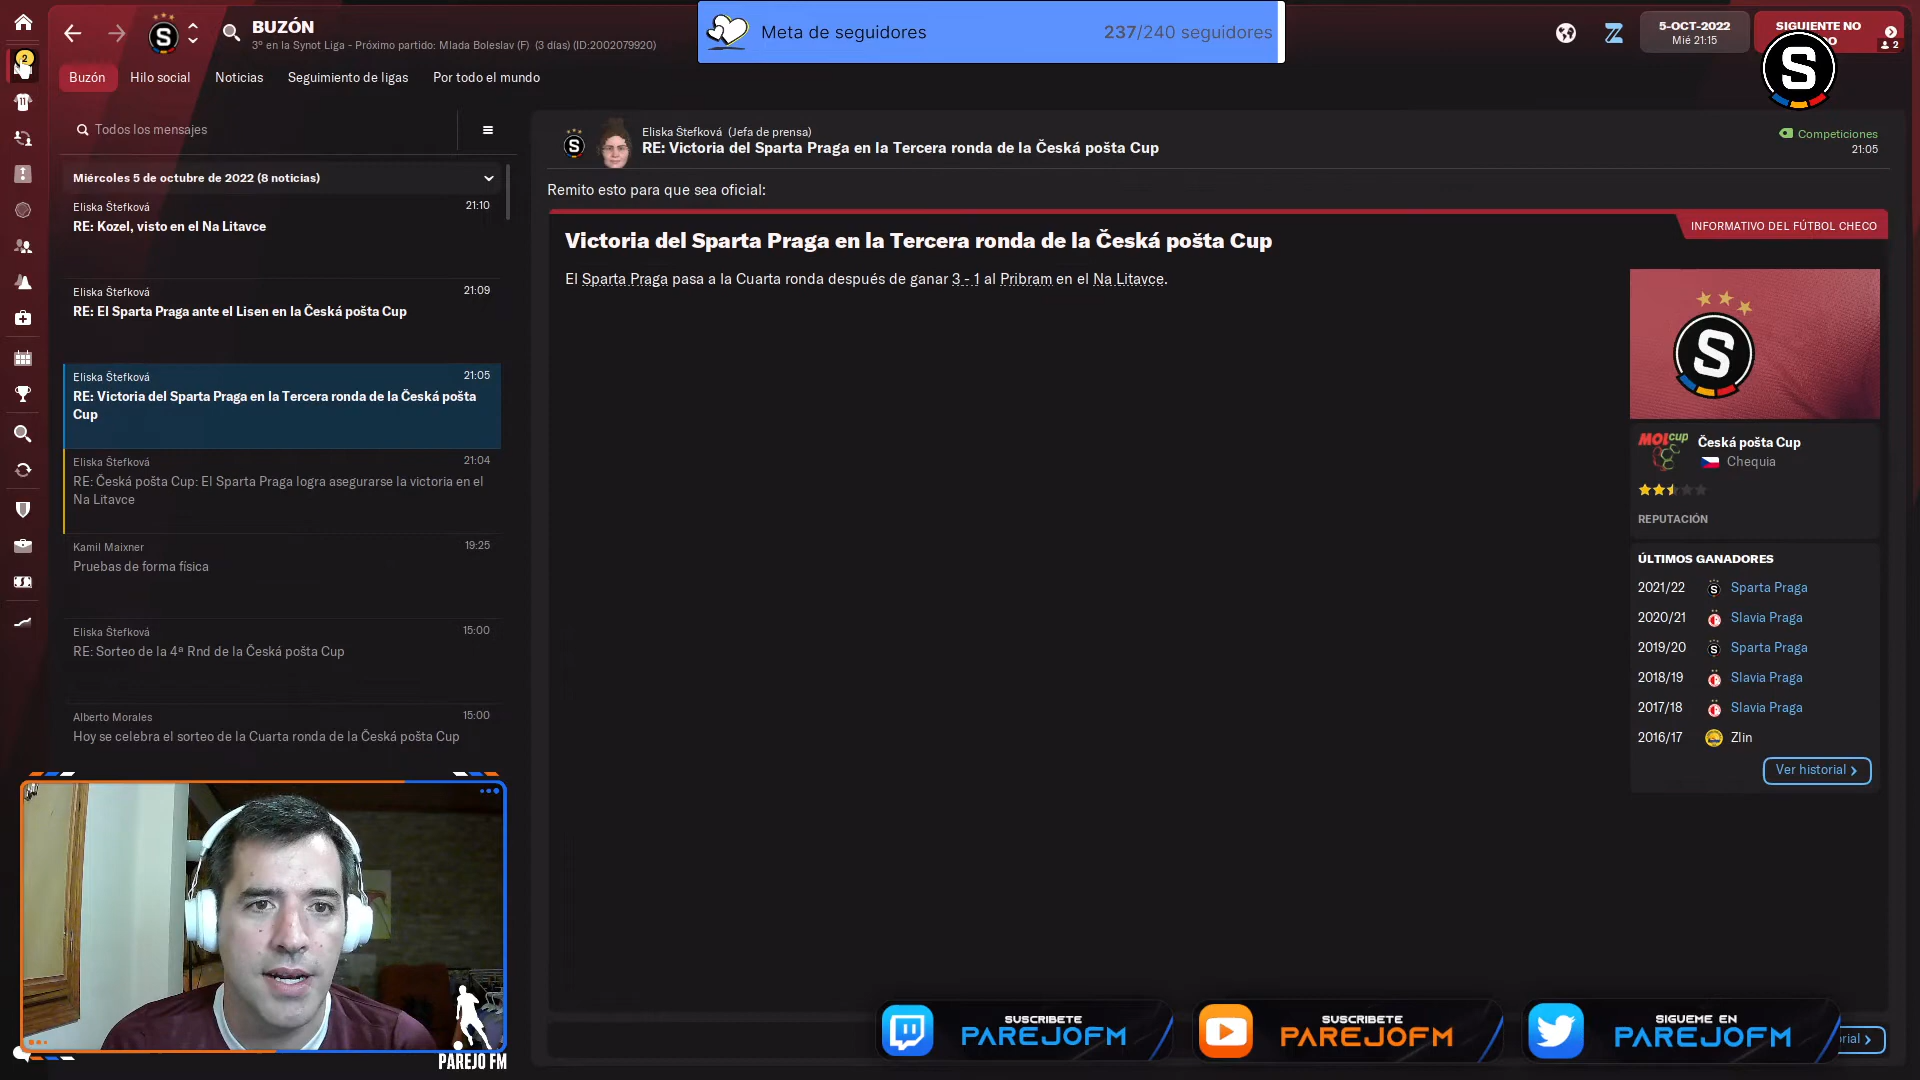 BUZÓN
3º en la Synot Liga - Próximo partido: Mlada Boleslav (F) (3 días) (ID:2002079920)
Meta de seguidores
237/240 seguidores
5-OCT-2022
Mié 21:15
SIGUIENTE NO
2
2
Buzón
Hilo social
Noticias
Seguimiento de ligas
Por todo el mundo
Todos los mensajes
Miércoles 5 de octubre de 2022 (8 noticias)
Eliska Štefková
21:10
RE: Kozel, visto en el Na Litavce
Eliska Štefková
21:09
RE: El Sparta Praga ante el Lisen en la Česká pošta Cup
Eliska Štefková
21:05
RE: Victoria del Sparta Praga en la Tercera ronda de la Česká pošta
Cup
Eliska Štefková
21:04
RE: Česká pošta Cup: El Sparta Praga logra asegurarse la victoria en el
Na Litavce
Kamil Maixner
19:25
Pruebas de forma física
Eliska Štefková
15:00
RE: Sorteo de la 4ª Rnd de la Česká pošta Cup
Alberto Morales
15:00
Hoy se celebra el sorteo de la Cuarta ronda de la Česká pošta Cup
Eliska Štefková (Jefa de prensa)
RE: Victoria del Sparta Praga en la Tercera ronda de la Česká pošta Cup
Competiciones
21:05
Remito esto para que sea oficial:
INFORMATIVO DEL FÚTBOL CHECO
Victoria del Sparta Praga en la Tercera ronda de la Česká pošta Cup
El Sparta Praga pasa a la Cuarta ronda después de ganar 3 - 1 al Pribram en el Na Litavce.
S
MOL cup
Česká pošta Cup
Chequia
REPUTACIÓN
ÚLTIMOS GANADORES
2021/22 Sparta Praga
2020/21 Slavia Praga
2019/20 Sparta Praga
2018/19 Slavia Praga
2017/18 Slavia Praga
2016/17 Zlin
Ver historial
PAREJO FM
SUSCRIBETE
PAREJOFM
SUSCRIBETE
PAREJOFM
SIGUEME EN
PAREJOFM